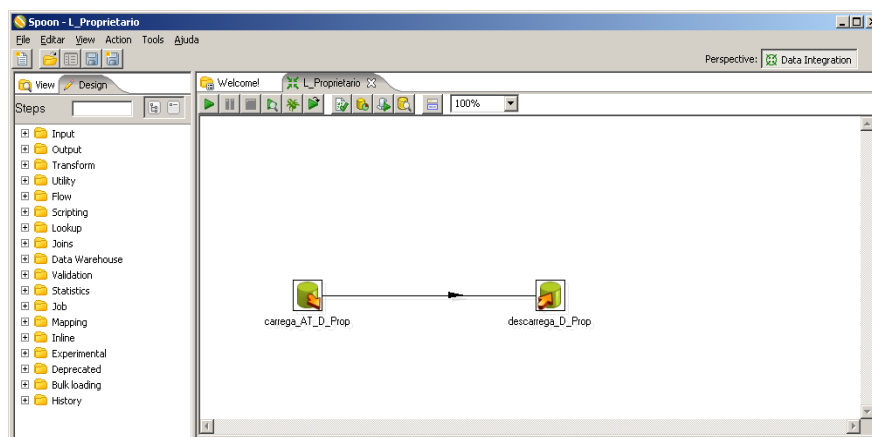 Spoon - L_Proprietario
File Editar View Action Tools Ajuda
Perspective: Data Integration
View Design
Steps
Input
Output
Transform
Utility
Flow
Scripting
Lookup
Joins
Data Warehouse
Validation
Statistics
Job
Mapping
Inline
Experimental
Deprecated
Bulk loading
History
Welcome! L_Proprietario
100%
carrega_AT_D_Prop
descarrega_D_Prop